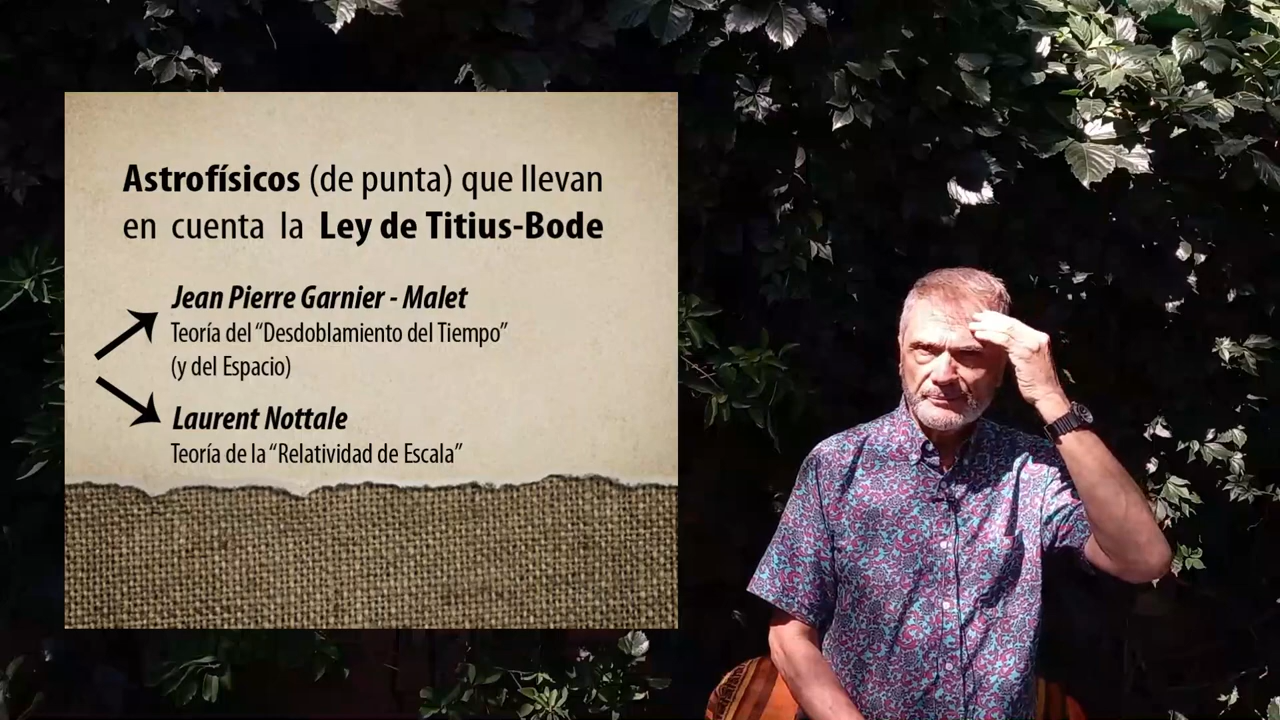 Astrofísicos (de punta) que llevan
en cuenta la Ley de Titius-Bode
Jean Pierre Garnier - Malet
Teoría del “Desdoblamiento del Tiempo”
(y del Espacio)
Laurent Nottale
Teoría de la “Relatividad de Escala”